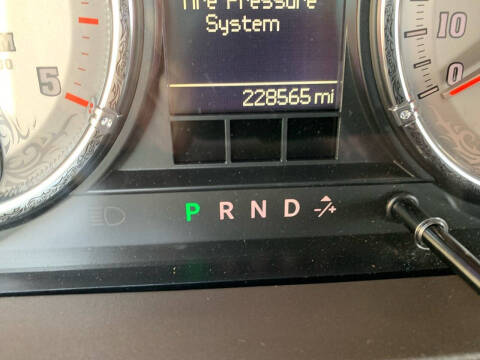 Tire Pressure
System
228565 mi
5
10
0
P R N D -/+